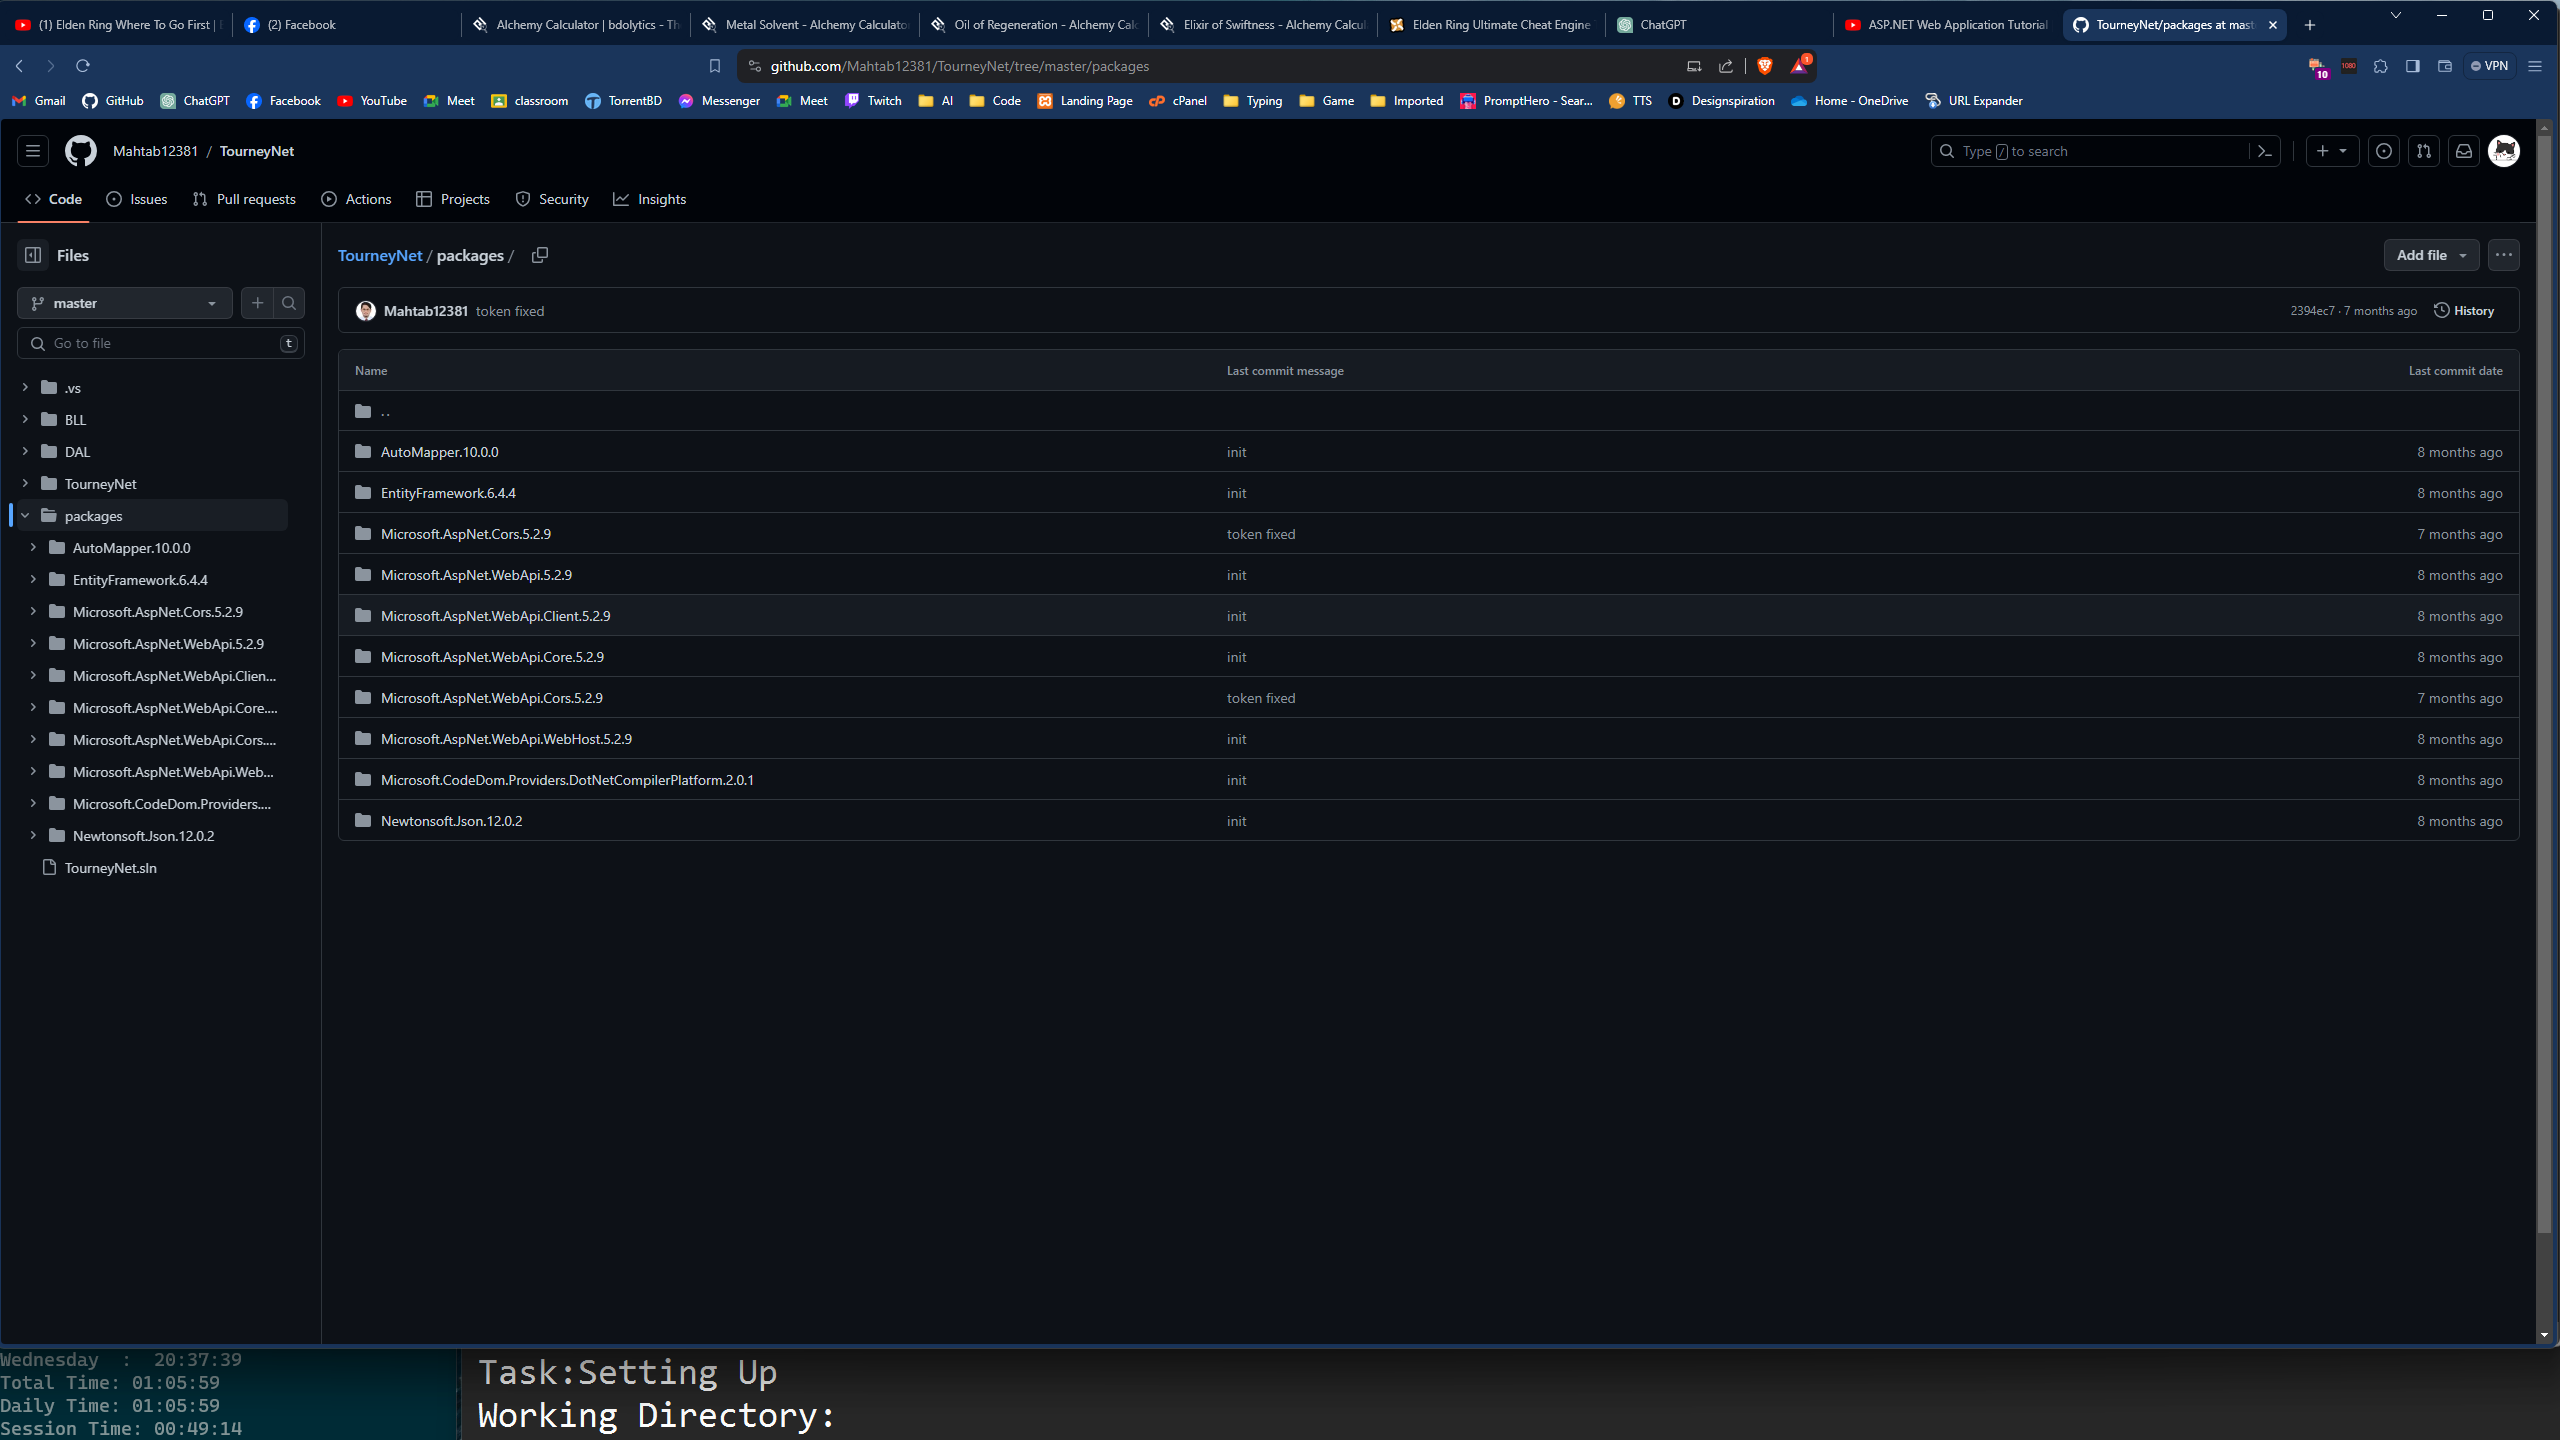 (1) Elden Ring Where To Go First |
(2) Facebook
Alchemy Calculator | bdolytics - Th
Metal Solvent - Alchemy Calculator
Oil of Regeneration - Alchemy Calc
Elixir of Swiftness - Alchemy Calcul
Elden Ring Ultimate Cheat Engine
ChatGPT
ASP.NET Web Application Tutorial
TourneyNet/packages at mast
github.com/Mahtab12381/TourneyNet/tree/master/packages
1
10
1080
VPN
Gmail
GitHub
ChatGPT
Facebook
YouTube
Meet
classroom
TorrentBD
Messenger
Meet
Twitch
AI
Code
Landing Page
cPanel
Typing
Game
Imported
PromptHero - Sear...
TTS
Designspiration
Home - OneDrive
URL Expander
Mahtab12381 / TourneyNet
Type / to search
Code
Issues
Pull requests
Actions
Projects
Security
Insights
Files
master
Go to file
t
.vs
BLL
DAL
TourneyNet
packages
AutoMapper.10.0.0
EntityFramework.6.4.4
Microsoft.AspNet.Cors.5.2.9
Microsoft.AspNet.WebApi.5.2.9
Microsoft.AspNet.WebApi.Clien...
Microsoft.AspNet.WebApi.Core....
Microsoft.AspNet.WebApi.Cors....
Microsoft.AspNet.WebApi.Web...
Microsoft.CodeDom.Providers....
Newtonsoft.Json.12.0.2
TourneyNet.sln
TourneyNet / packages /
Add file
Mahtab12381 token fixed
2394ec7 · 7 months ago
History
Name Last commit message Last commit date
..
AutoMapper.10.0.0 init 8 months ago
EntityFramework.6.4.4 init 8 months ago
Microsoft.AspNet.Cors.5.2.9 token fixed 7 months ago
Microsoft.AspNet.WebApi.5.2.9 init 8 months ago
Microsoft.AspNet.WebApi.Client.5.2.9 init 8 months ago
Microsoft.AspNet.WebApi.Core.5.2.9 init 8 months ago
Microsoft.AspNet.WebApi.Cors.5.2.9 token fixed 7 months ago
Microsoft.AspNet.WebApi.WebHost.5.2.9 init 8 months ago
Microsoft.CodeDom.Providers.DotNetCompilerPlatform.2.0.1 init 8 months ago
Newtonsoft.Json.12.0.2 init 8 months ago
Wednesday : 20:37:39
Total Time: 01:05:59
Daily Time: 01:05:59
Session Time: 00:49:14
Task:Setting Up
Working Directory: